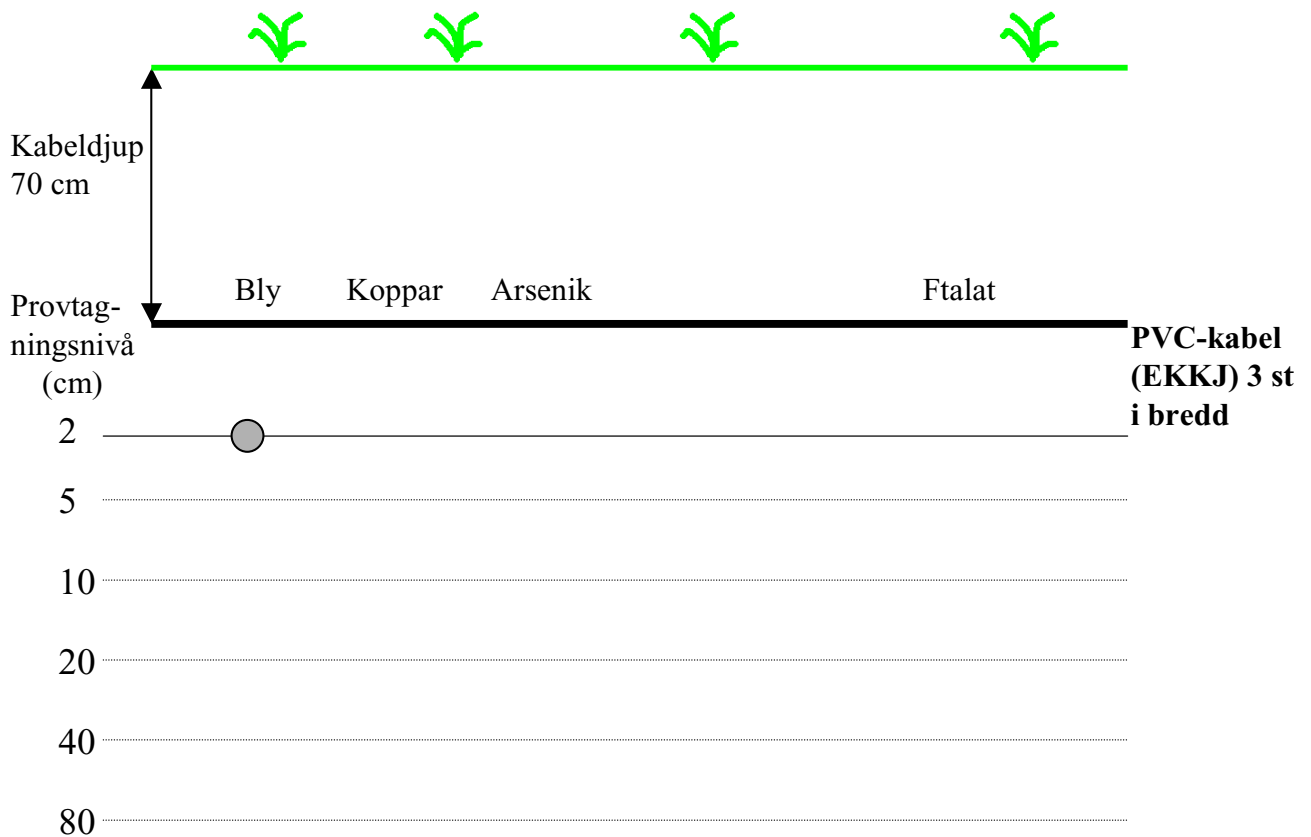 Kabeldjup
70 cm
Bly Koppar Arsenik Ftalat
Provtag-
ningsnivå
(cm)
PVC-kabel
(EKKJ) 3 st
i bredd
2
5
10
20
40
80